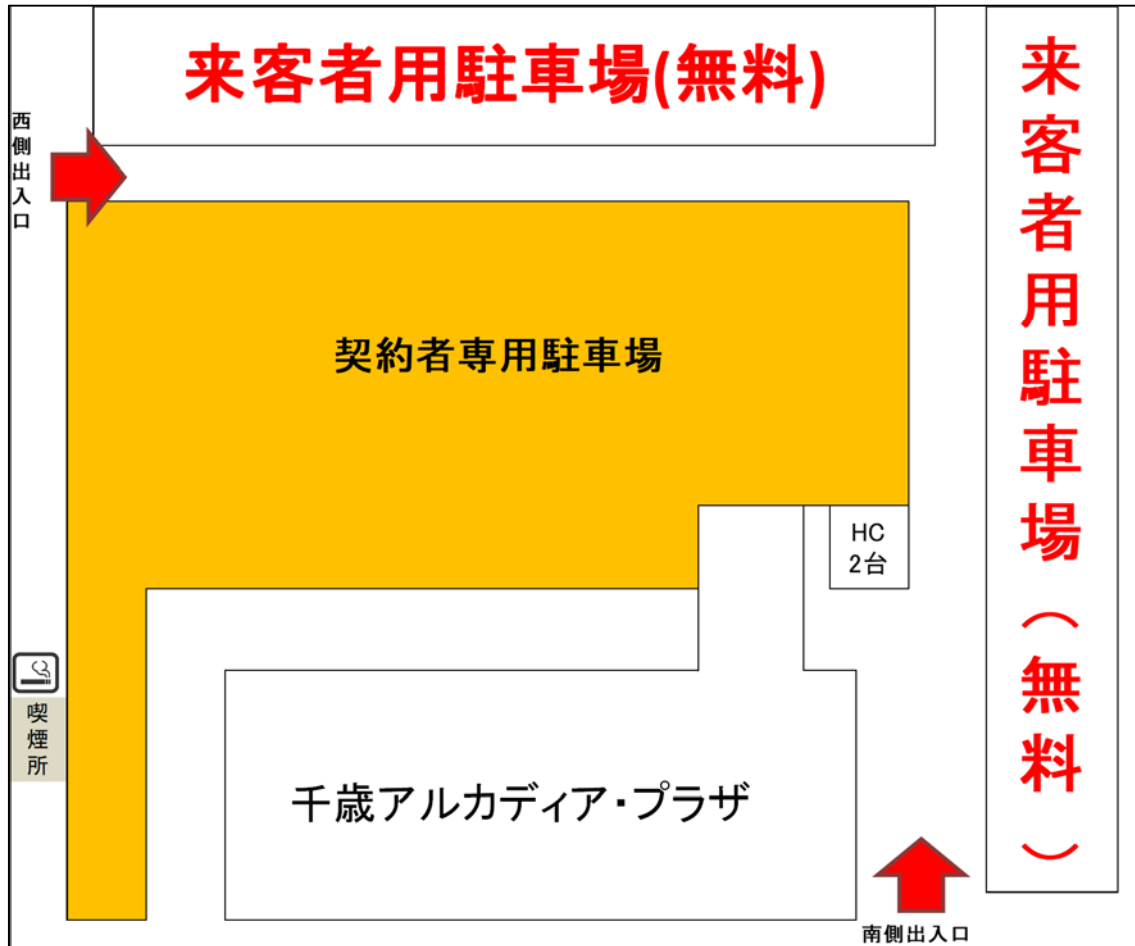 来客者用駐車場(無料)
来客者用駐車場（無料）
西側出入口
契約者専用駐車場
HC
2台
喫煙所
千歳アルカディア・プラザ
南側出入口